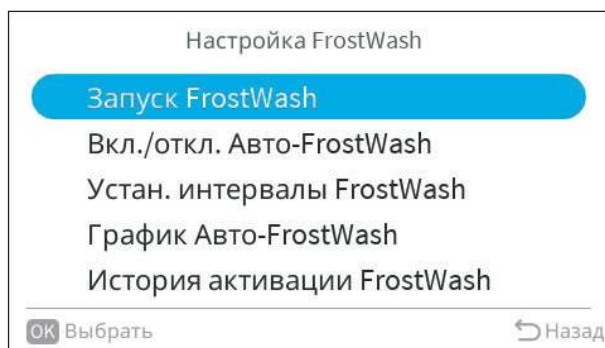 Настройка FrostWash
Запуск FrostWash
Вкл./откл. Авто-FrostWash
Устан. интервалы FrostWash
График Авто-FrostWash
История активации FrostWash
OK Выбрать Назад